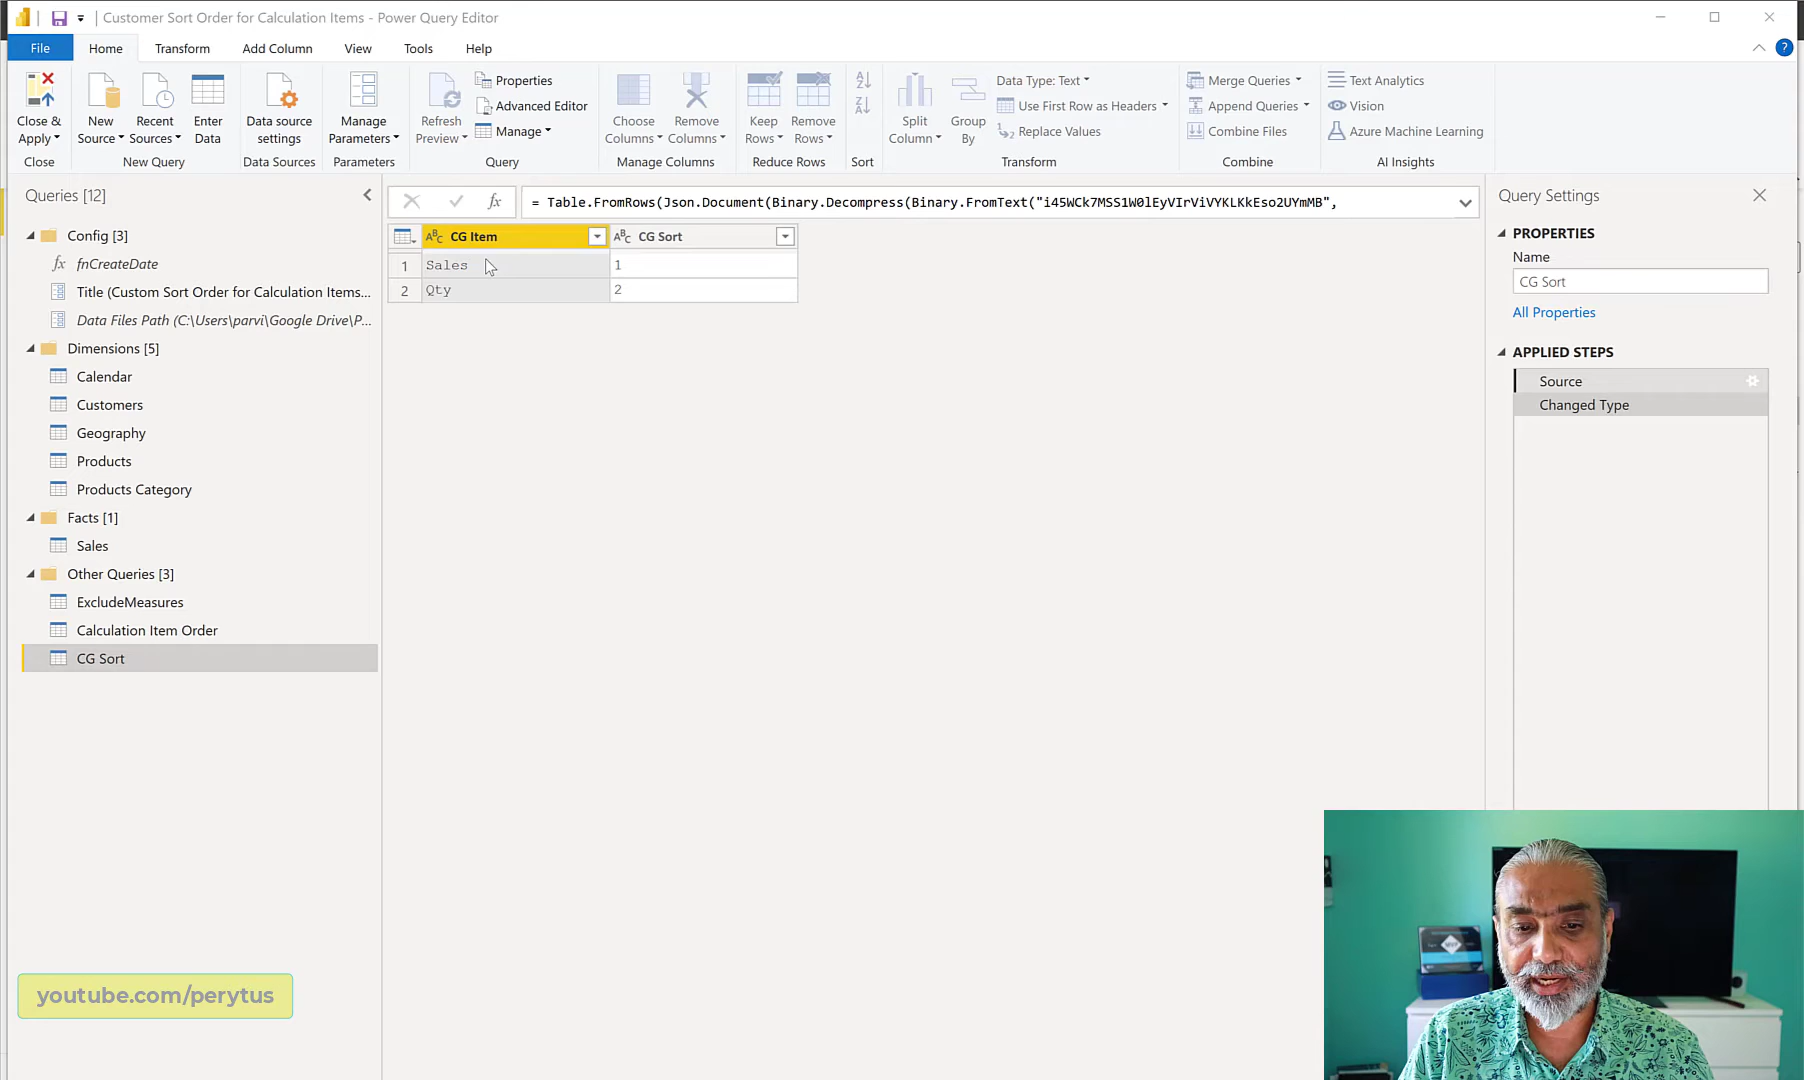 Customer Sort Order for Calculation Items - Power Query Editor
File Home Transform Add Column View Tools Help
Close & Apply
New Source
Recent Sources
Enter Data
Data source settings
Manage Parameters
Refresh Preview
Properties
Advanced Editor
Manage
Choose Columns
Remove Columns
Keep Rows
Remove Rows
Split Column
Group By
Data Type: Text
Use First Row as Headers
Replace Values
Merge Queries
Append Queries
Combine Files
Text Analytics
Vision
Azure Machine Learning
Close New Query Data Sources Parameters Query Manage Columns Reduce Rows Sort Transform Combine AI Insights
Queries [12]
Config [3]
fnCreateDate
Title (Custom Sort Order for Calculation Items...
Data Files Path (C:\Users\parvi\Google Drive\P...
Dimensions [5]
Calendar
Customers
Geography
Products
Products Category
Facts [1]
Sales
Other Queries [3]
ExcludeMeasures
Calculation Item Order
CG Sort
fx = Table.FromRows(Json.Document(Binary.Decompress(Binary.FromText("i45WCk7MSS1W0lEyVIrViVYKLKkEso2UYmMB",
CG Item CG Sort
1 Sales 1
2 Qty 2
Query Settings
PROPERTIES
Name
CG Sort
All Properties
APPLIED STEPS
Source
Changed Type
youtube.com/perytus